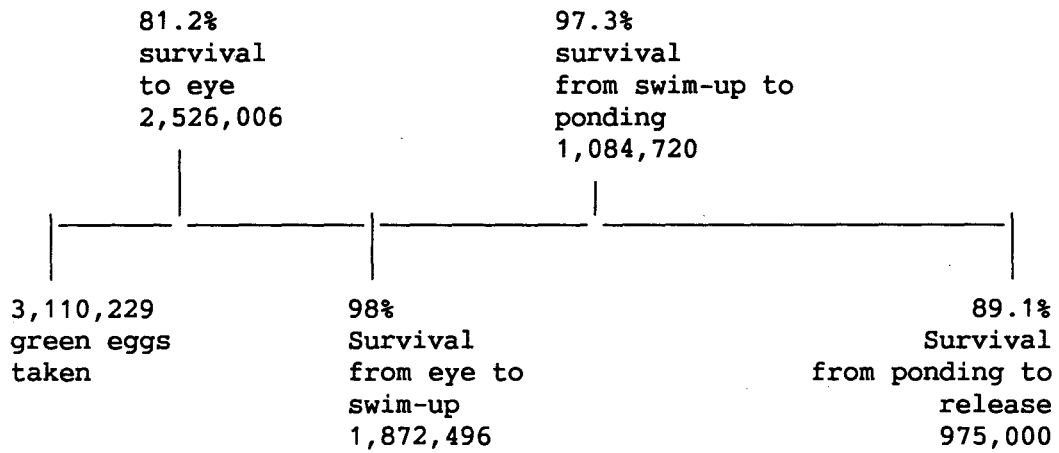 81.2%
survival
to eye
2,526,006
97.3%
survival
from swim-up to
ponding
1,084,720
3,110,229
green eggs
taken
98%
Survival
from eye to
swim-up
1,872,496
89.1%
Survival
from ponding to
release
975,000